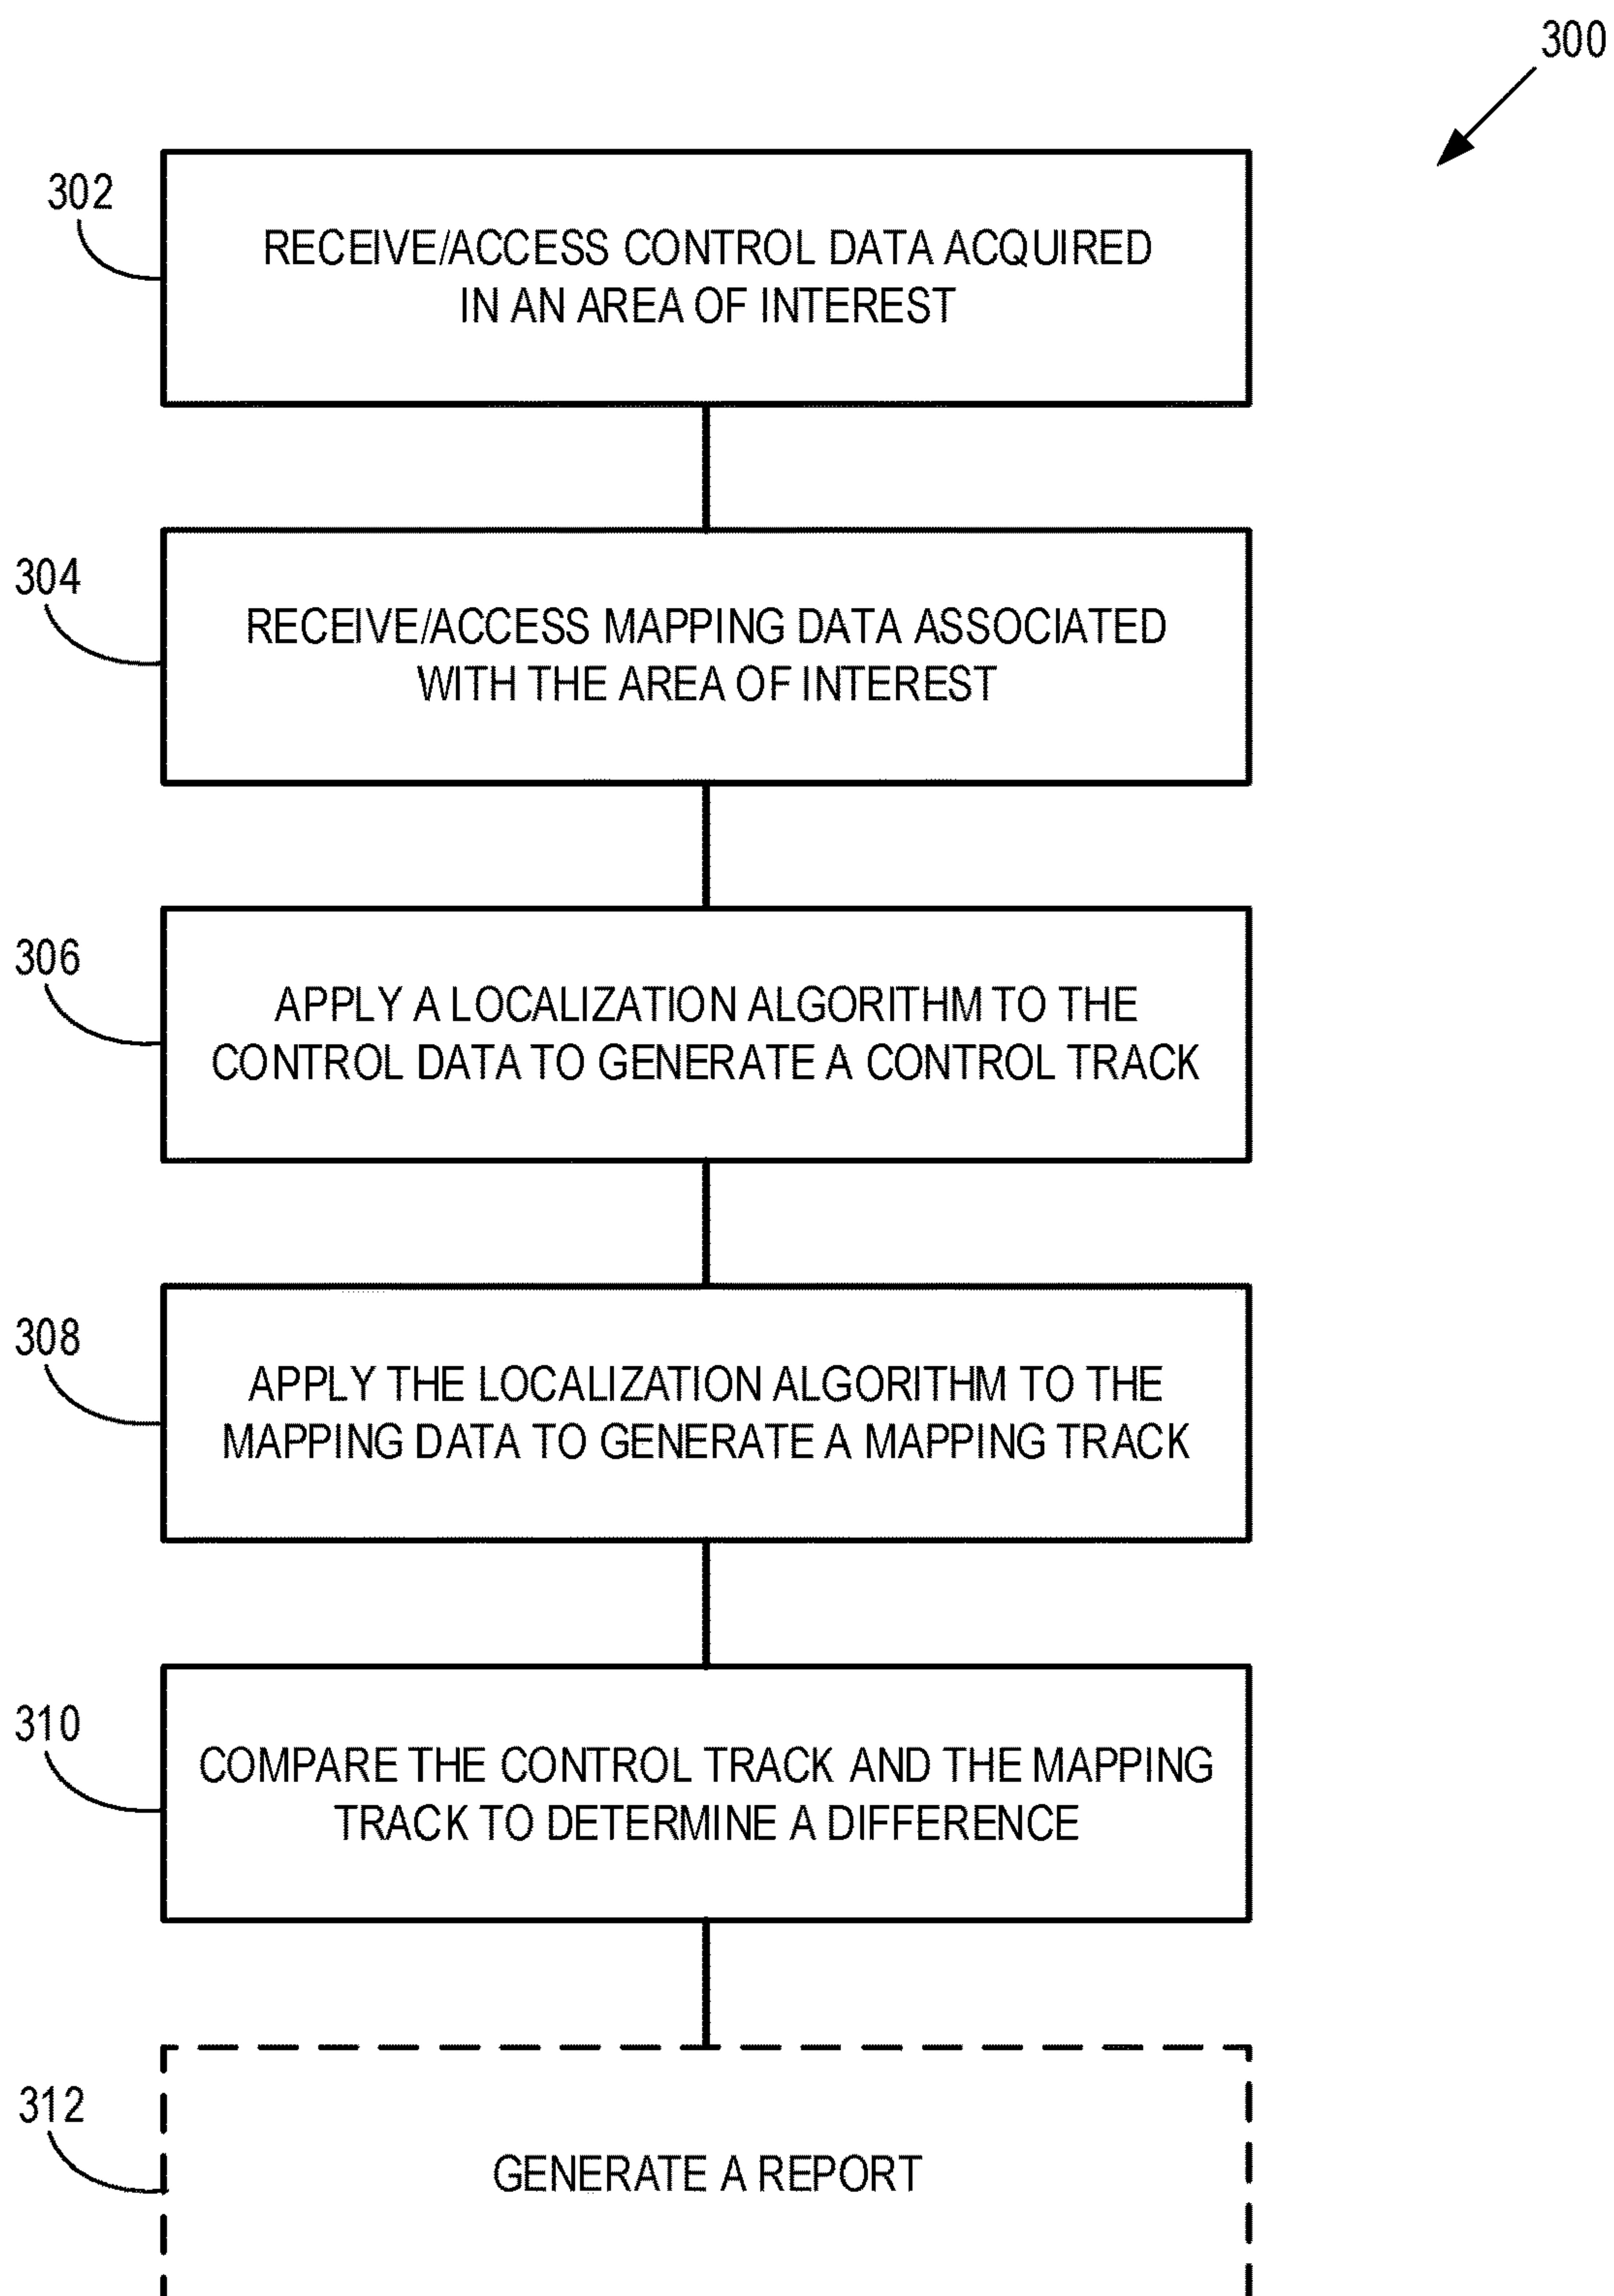 300
302
RECEIVE/ACCESS CONTROL DATA ACQUIRED
IN AN AREA OF INTEREST
304
RECEIVE/ACCESS MAPPING DATA ASSOCIATED
WITH THE AREA OF INTEREST
306
APPLY A LOCALIZATION ALGORITHM TO THE
CONTROL DATA TO GENERATE A CONTROL TRACK
308
APPLY THE LOCALIZATION ALGORITHM TO THE
MAPPING DATA TO GENERATE A MAPPING TRACK
310
COMPARE THE CONTROL TRACK AND THE MAPPING
TRACK TO DETERMINE A DIFFERENCE
312
GENERATE A REPORT